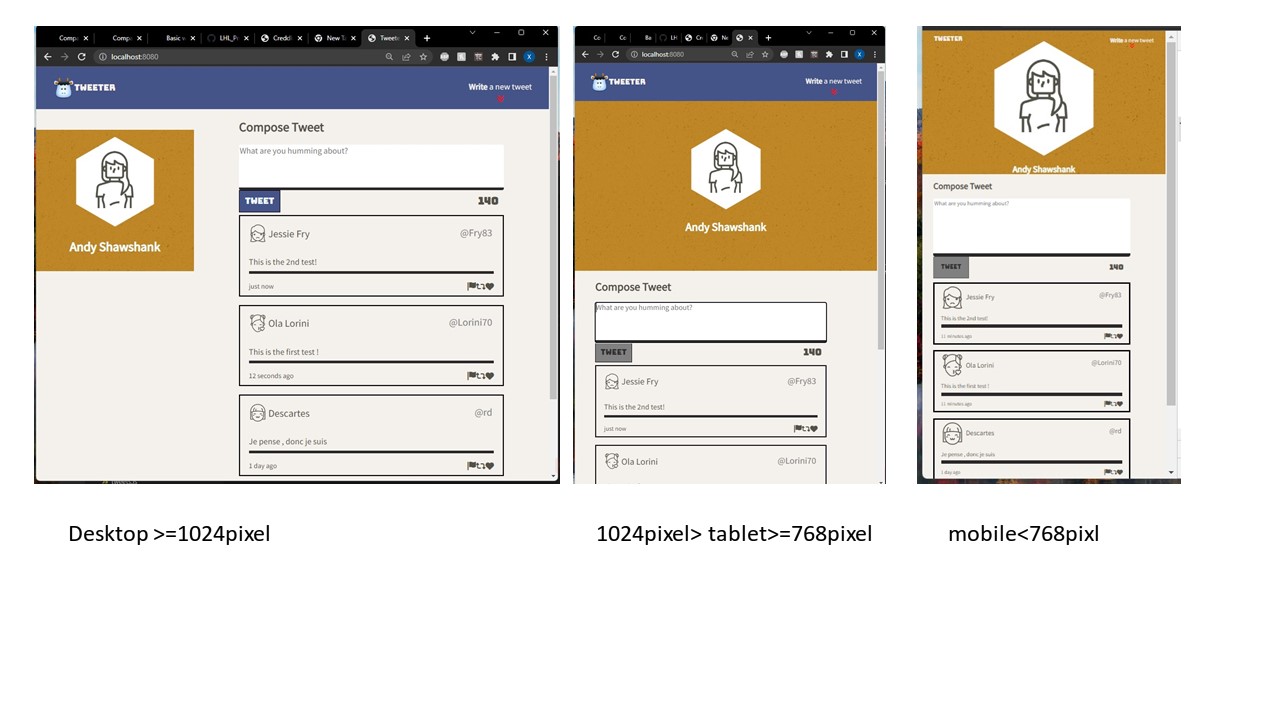 Comp
Comp
Basic v
LHL_F
Credd
New T
Tweet
localhost:8080
X
TWEETER
Write a new tweet
Compose Tweet
What are you humming about?
Andy Shawshank
TWEET
140
Jessie Fry
@Fry83
This is the 2nd test!
just now
Ola Lorini
@Lorini70
This is the first test !
12 seconds ago
Descartes
@rd
Je pense , donc je suis
1 day ago
Co
Co
Ba
LH
Cr
N
localhost:8080
X
TWEETER
Write a new tweet
Andy Shawshank
Compose Tweet
What are you humming about?
TWEET
140
Jessie Fry
@Fry83
This is the 2nd test!
just now
Ola Lorini
@Lorini70
TWEETER
Write a new tweet
Andy Shawshank
Compose Tweet
What are you humming about?
TWEET
140
Jessie Fry
@Fry83
This is the 2nd test!
11 minutes ago
Ola Lorini
@Lorini70
This is the first test !
11 minutes ago
Descartes
@rd
Je pense , donc je suis
1 day ago
Desktop >=1024pixel
1024pixel> tablet>=768pixel
mobile<768pixl